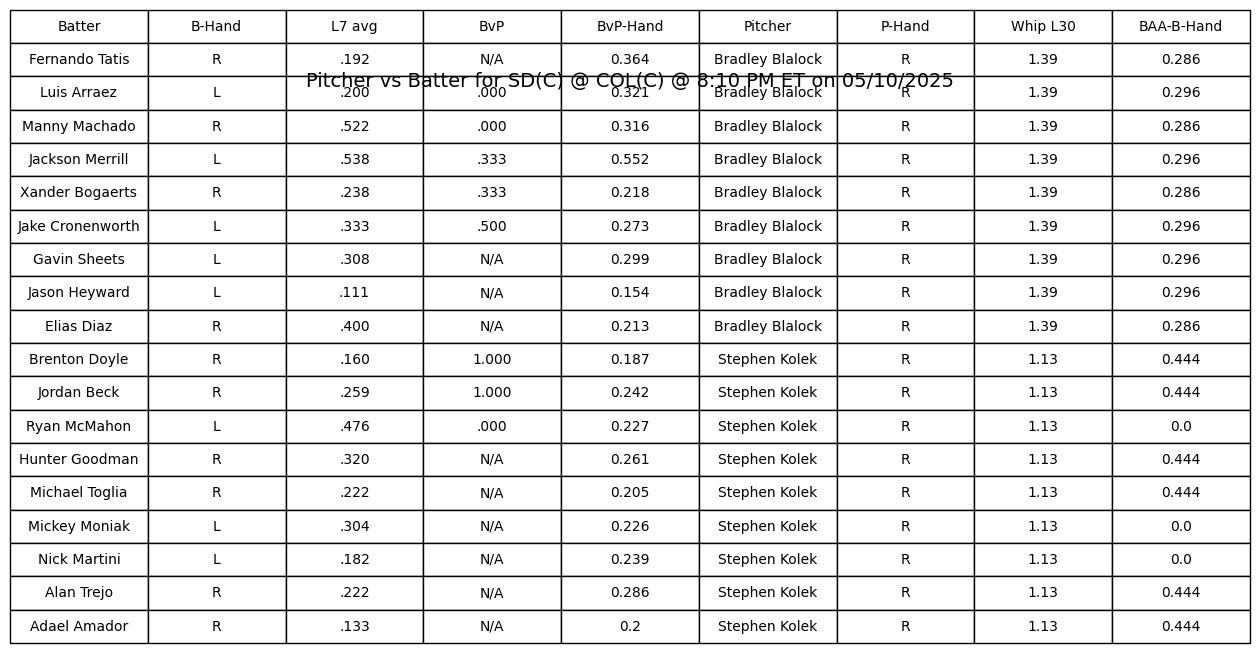 Batter B-Hand L7 avg BvP BvP-Hand Pitcher P-Hand Whip L30 BAA-B-Hand
Fernando Tatis R .192 N/A 0.364 Bradley Blalock R 1.39 0.286
Pitcher vs Batter for SD(C) @ COL(C) @ 8:10 PM ET on 05/10/2025
Luis Arraez L .200 .000 0.321 Bradley Blalock R 1.39 0.296
Manny Machado R .522 .000 0.316 Bradley Blalock R 1.39 0.286
Jackson Merrill L .538 .333 0.552 Bradley Blalock R 1.39 0.296
Xander Bogaerts R .238 .333 0.218 Bradley Blalock R 1.39 0.286
Jake Cronenworth L .333 .500 0.273 Bradley Blalock R 1.39 0.296
Gavin Sheets L .308 N/A 0.299 Bradley Blalock R 1.39 0.296
Jason Heyward L .111 N/A 0.154 Bradley Blalock R 1.39 0.296
Elias Diaz R .400 N/A 0.213 Bradley Blalock R 1.39 0.286
Brenton Doyle R .160 1.000 0.187 Stephen Kolek R 1.13 0.444
Jordan Beck R .259 1.000 0.242 Stephen Kolek R 1.13 0.444
Ryan McMahon L .476 .000 0.227 Stephen Kolek R 1.13 0.0
Hunter Goodman R .320 N/A 0.261 Stephen Kolek R 1.13 0.444
Michael Toglia R .222 N/A 0.205 Stephen Kolek R 1.13 0.444
Mickey Moniak L .304 N/A 0.226 Stephen Kolek R 1.13 0.0
Nick Martini L .182 N/A 0.239 Stephen Kolek R 1.13 0.0
Alan Trejo R .222 N/A 0.286 Stephen Kolek R 1.13 0.444
Adael Amador R .133 N/A 0.2 Stephen Kolek R 1.13 0.444